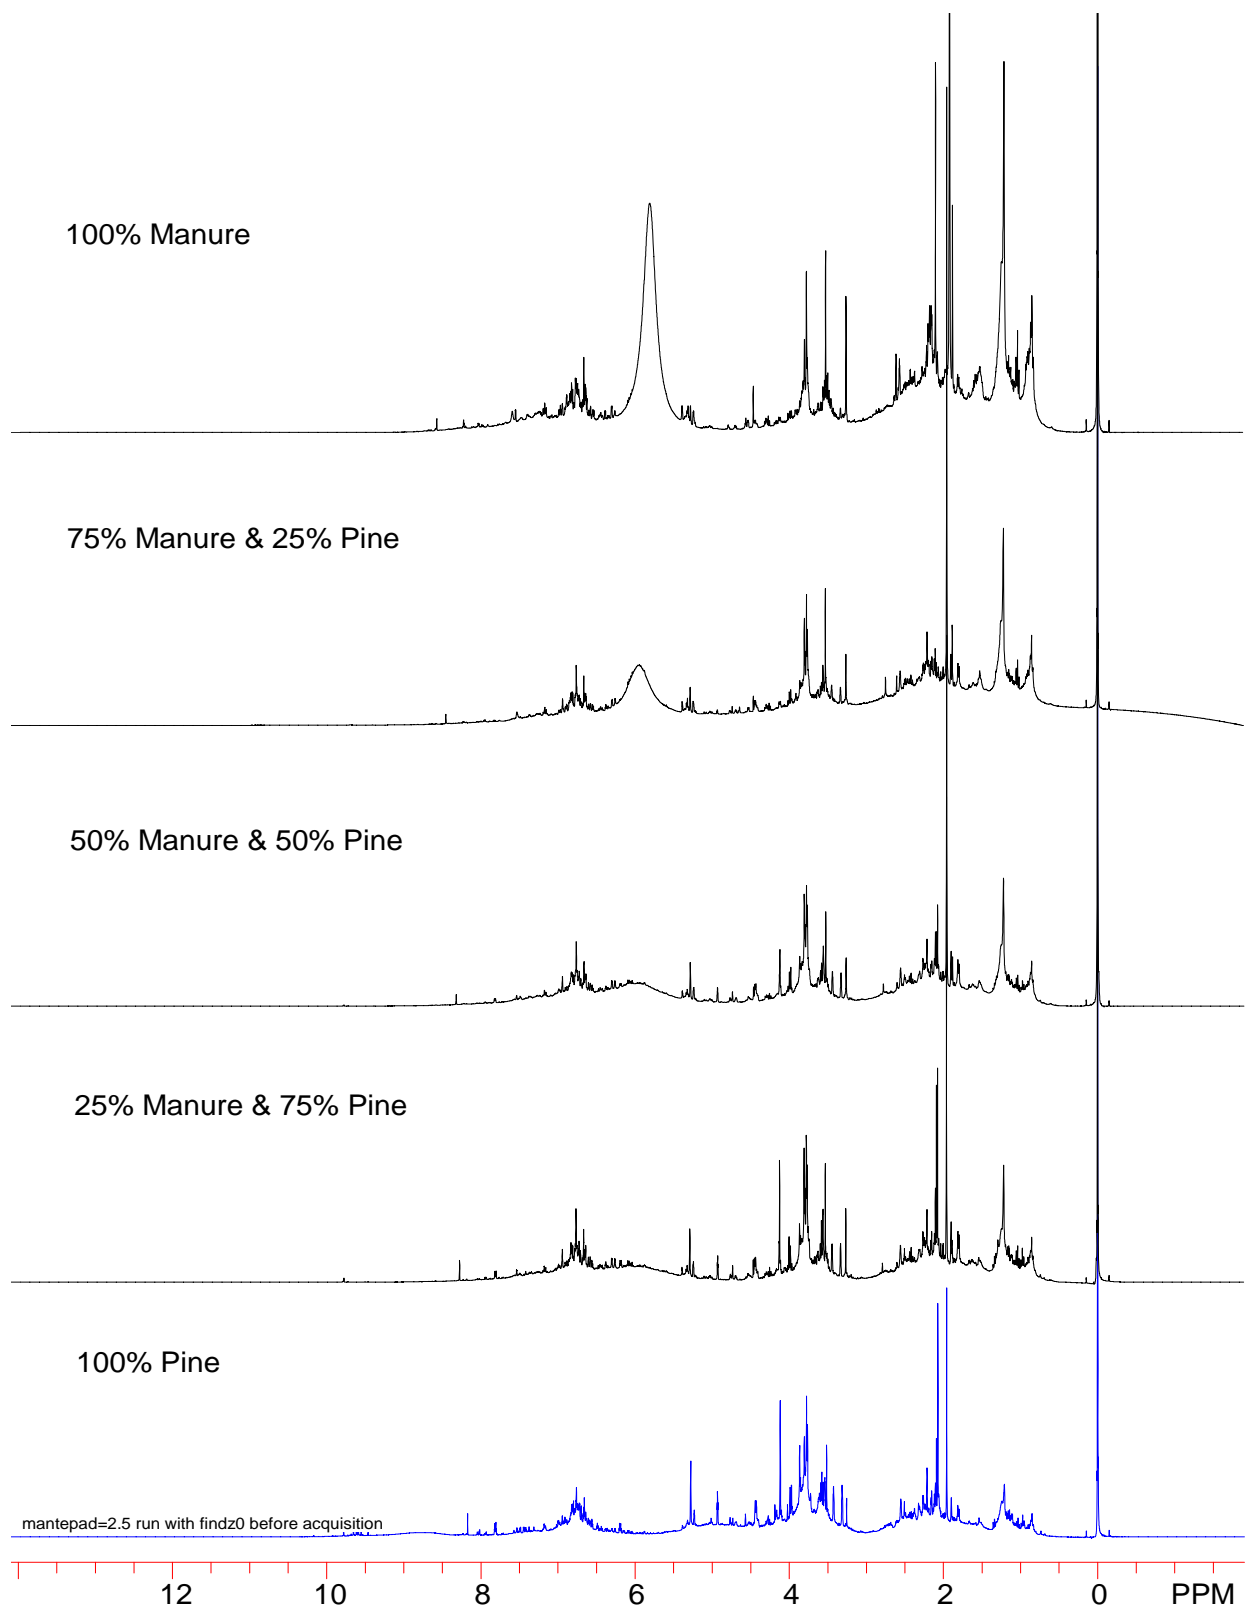 100% Manure
75% Manure & 25% Pine
50% Manure & 50% Pine
25% Manure & 75% Pine
100% Pine
mantepad=2.5 run with findz0 before acquisition
12 10 8 6 4 2 0 PPM